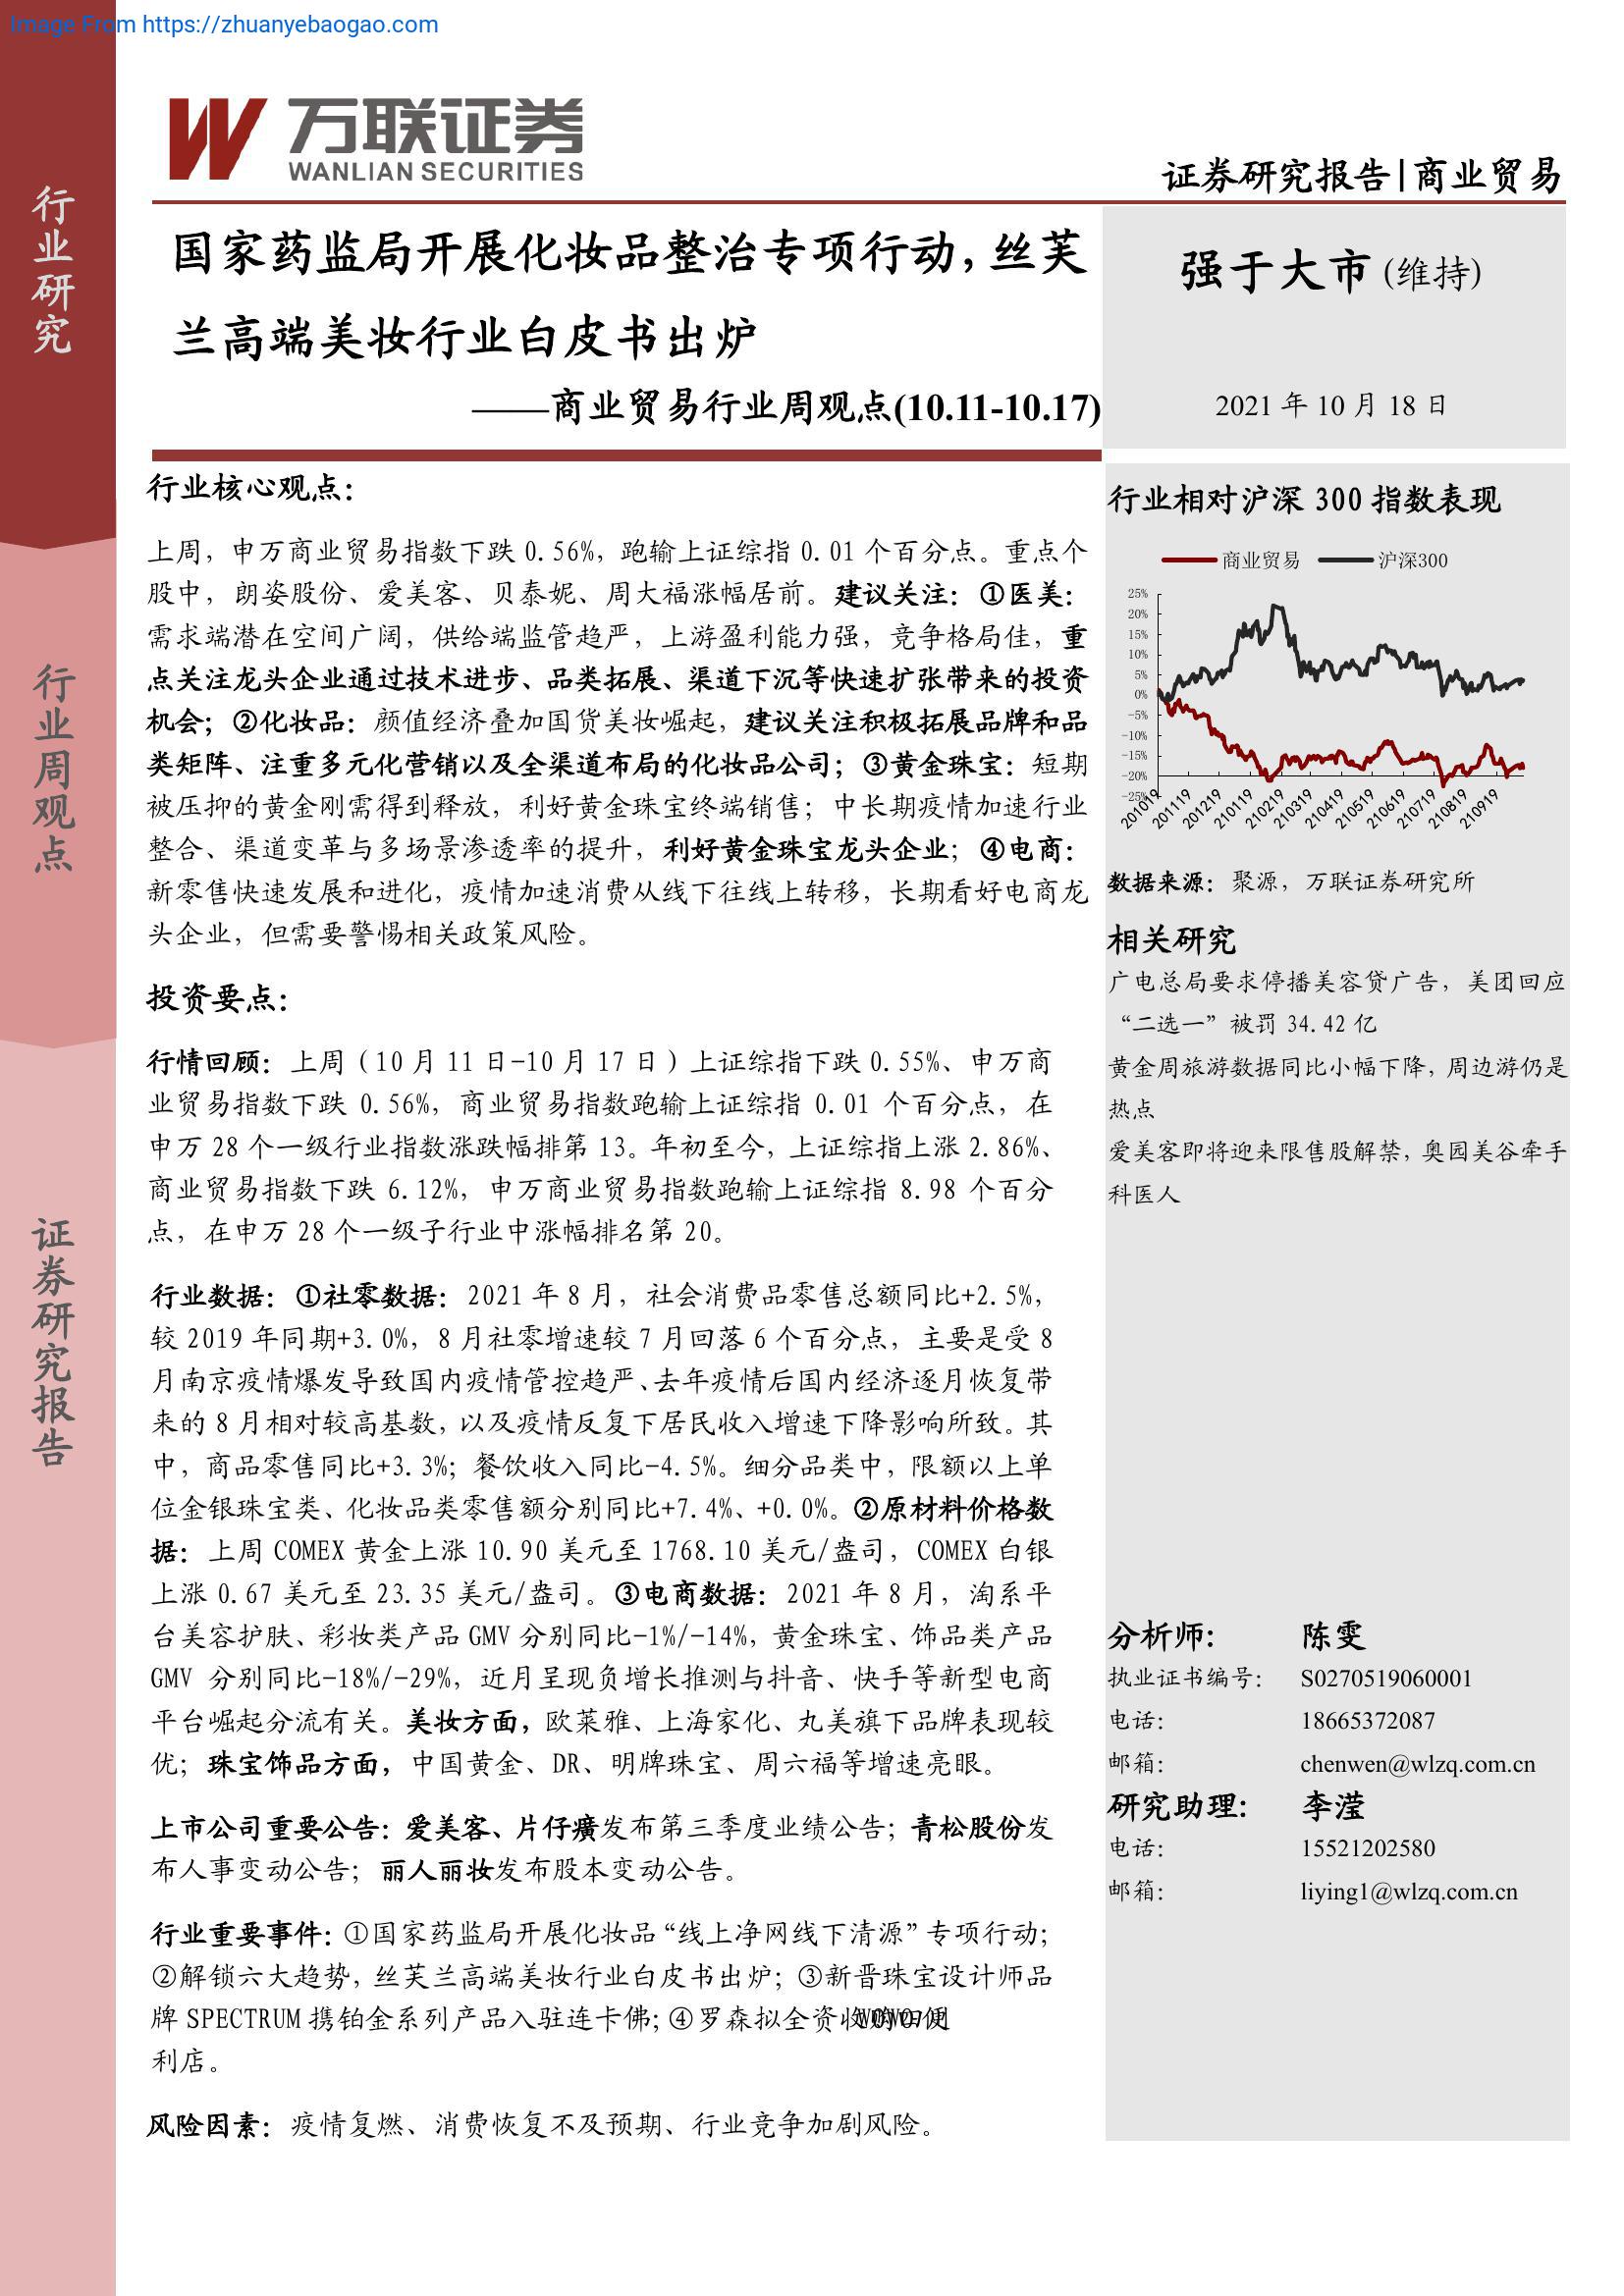 Image From https://zhuanyebaogao.com
万联证券
WANLIAN SECURITIES
证券研究报告|商业贸易
行业研究
行业周观点
证券研究报告
国家药监局开展化妆品整治专项行动，丝芙
兰高端美妆行业白皮书出炉
——商业贸易行业周观点(10.11-10.17)
强于大市(维持)
2021 年 10 月 18 日
行业核心观点：
上周，申万商业贸易指数下跌 0.56%，跑输上证综指 0.01 个百分点。重点个
股中，朗姿股份、爱美客、贝泰妮、周大福涨幅居前。建议关注：①医美：
需求端潜在空间广阔，供给端监管趋严，上游盈利能力强，竞争格局佳，重
点关注龙头企业通过技术进步、品类拓展、渠道下沉等快速扩张带来的投资
机会；②化妆品：颜值经济叠加国货美妆崛起，建议关注积极拓展品牌和品
类矩阵、注重多元化营销以及全渠道布局的化妆品公司；③黄金珠宝：短期
被压抑的黄金刚需得到释放，利好黄金珠宝终端销售；中长期疫情加速行业
整合、渠道变革与多场景渗透率的提升，利好黄金珠宝龙头企业；④电商：
新零售快速发展和进化，疫情加速消费从线下往线上转移，长期看好电商龙
头企业，但需要警惕相关政策风险。
投资要点：
行情回顾：上周（10 月 11 日-10 月 17 日）上证综指下跌 0.55%、申万商
业贸易指数下跌 0.56%，商业贸易指数跑输上证综指 0.01 个百分点，在
申万 28 个一级行业指数涨跌幅排第 13。年初至今，上证综指上涨 2.86%、
商业贸易指数下跌 6.12%，申万商业贸易指数跑输上证综指 8.98 个百分
点，在申万 28 个一级子行业中涨幅排名第 20。
行业数据：①社零数据：2021 年 8 月，社会消费品零售总额同比+2.5%，
较 2019 年同期+3.0%，8 月社零增速较 7 月回落 6 个百分点，主要是受 8
月南京疫情爆发导致国内疫情管控趋严、去年疫情后国内经济逐月恢复带
来的 8 月相对较高基数，以及疫情反复下居民收入增速下降影响所致。其
中，商品零售同比+3.3%；餐饮收入同比-4.5%。细分品类中，限额以上单
位金银珠宝类、化妆品类零售额分别同比+7.4%、+0.0%。②原材料价格数
据：上周 COMEX 黄金上涨 10.90 美元至 1768.10 美元/盎司，COMEX 白银
上涨 0.67 美元至 23.35 美元/盎司。③电商数据：2021 年 8 月，淘系平
台美容护肤、彩妆类产品 GMV 分别同比-1%/-14%，黄金珠宝、饰品类产品
GMV 分别同比-18%/-29%，近月呈现负增长推测与抖音、快手等新型电商
平台崛起分流有关。美妆方面，欧莱雅、上海家化、丸美旗下品牌表现较
优；珠宝饰品方面，中国黄金、DR、明牌珠宝、周六福等增速亮眼。
上市公司重要公告：爱美客、片仔癀发布第三季度业绩公告；青松股份发
布人事变动公告；丽人丽妆发布股本变动公告。
行业重要事件：①国家药监局开展化妆品“线上净网线下清源”专项行动；
②解锁六大趋势，丝芙兰高端美妆行业白皮书出炉；③新晋珠宝设计师品
牌 SPECTRUM 携铂金系列产品入驻连卡佛；④罗森拟全资收
利店。
风险因素：疫情复燃、消费恢复不及预期、行业竞争加剧风险。
行业相对沪深 300 指数表现
商业贸易 沪深300
25%
20%
15%
10%
5%
0%
-5%
-10%
-15%
-20%
-25%
201019 201119 201219 210119 210219 210319 210419 210519 210619 210719 210819 210919
数据来源：聚源，万联证券研究所
相关研究
广电总局要求停播美容贷广告，美团回应
“二选一”被罚 34.42 亿
黄金周旅游数据同比小幅下降，周边游仍是
热点
爱美客即将迎来限售股解禁，奥园美谷牵手
科医人
分析师: 陈雯
执业证书编号: S0270519060001
电话: 18665372087
邮箱: chenwen@wlzq.com.cn
研究助理: 李滢
电话: 15521202580
邮箱: liying1@wlzq.com.cn